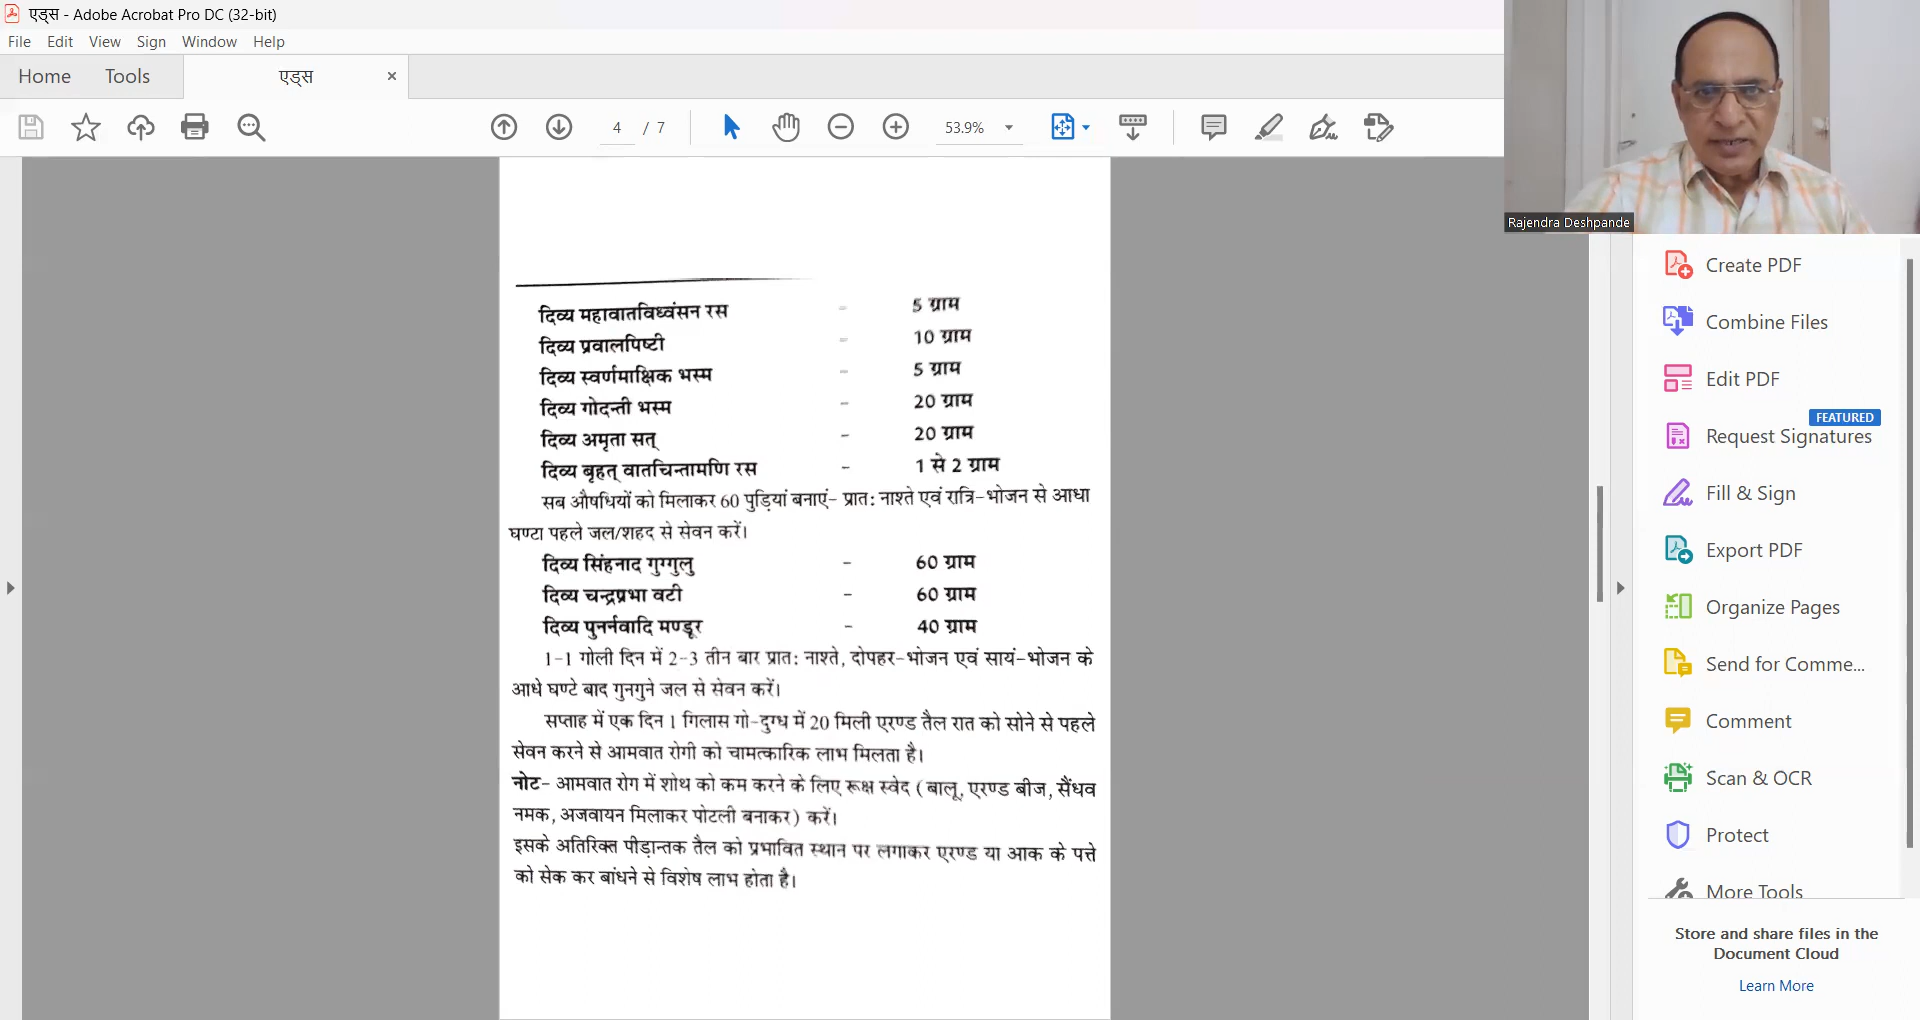 एड्स - Adobe Acrobat Pro DC (32-bit)
File Edit View Sign Window Help
Home Tools एड्स ×
4 / 7 53.9%
Rajendra Deshpande
दिव्य महावातविध्वंसन रस - 5 ग्राम
दिव्य प्रवालपिष्टी - 10 ग्राम
दिव्य स्वर्णमाक्षिक भस्म - 5 ग्राम
दिव्य गोदन्ती भस्म - 20 ग्राम
दिव्य अमृता सत् - 20 ग्राम
दिव्य बृहत् वातचिन्तामणि रस - 1 से 2 ग्राम
सब औषधियों को मिलाकर 60 पुड़ियां बनाएं- प्रात: नाश्ते एवं रात्रि-भोजन से आधा
घण्टा पहले जल/शहद से सेवन करें।
दिव्य सिंहनाद गुग्गुलु - 60 ग्राम
दिव्य चन्द्रप्रभा वटी - 60 ग्राम
दिव्य पुनर्नवादि मण्डूर - 40 ग्राम
1-1 गोली दिन में 2-3 तीन बार प्रात: नाश्ते, दोपहर-भोजन एवं सायं-भोजन के
आधे घण्टे बाद गुनगुने जल से सेवन करें।
सप्ताह में एक दिन 1 गिलास गो-दुग्ध में 20 मिली एरण्ड तैल रात को सोने से पहले
सेवन करने से आमवात रोगी को चामत्कारिक लाभ मिलता है।
नोट- आमवात रोग में शोथ को कम करने के लिए रूक्ष स्वेद ( बालू, एरण्ड बीज, सैंधव
नमक, अजवायन मिलाकर पोटली बनाकर) करें।
इसके अतिरिक्त पीड़ान्तक तैल को प्रभावित स्थान पर लगाकर एरण्ड या आक के पत्ते
को सेक कर बांधने से विशेष लाभ होता है।
Create PDF
Combine Files
Edit PDF
FEATURED
Request Signatures
Fill & Sign
Export PDF
Organize Pages
Send for Comme...
Comment
Scan & OCR
Protect
More Tools
Store and share files in the
Document Cloud
Learn More